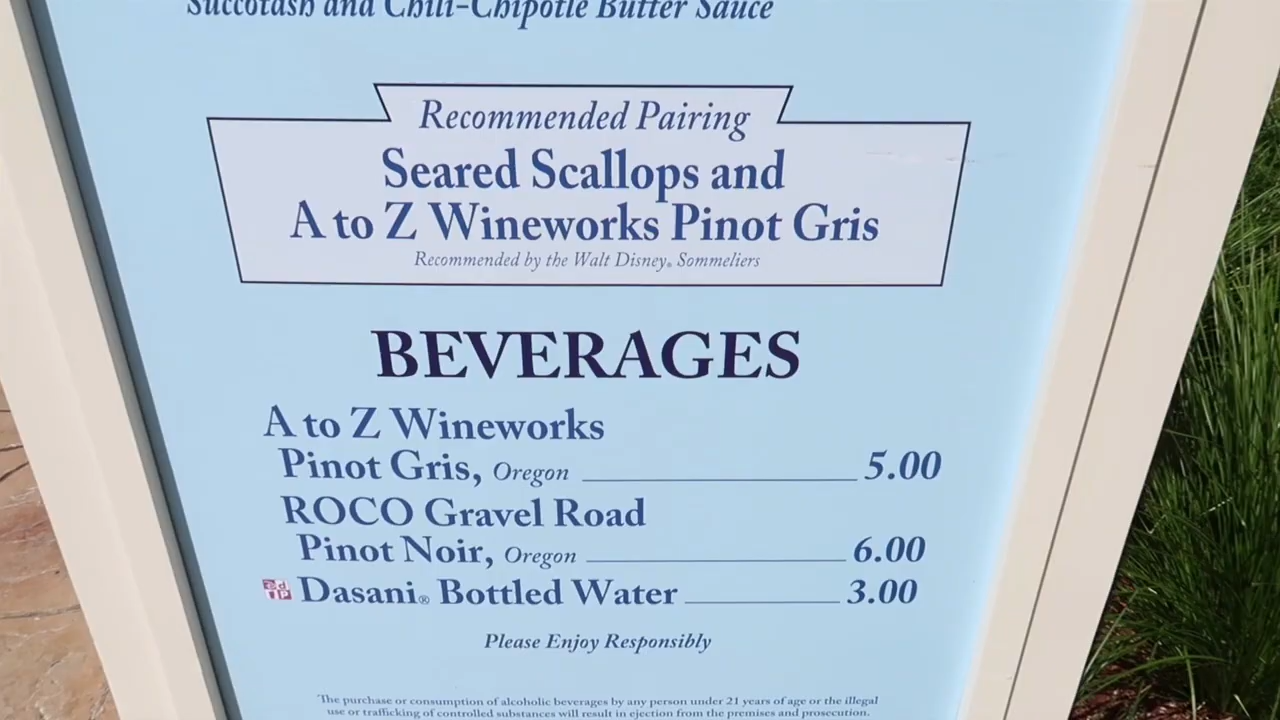 Succotash and Chili-Chipotle Butter Sauce
Recommended Pairing
Seared Scallops and
A to Z Wineworks Pinot Gris
Recommended by the Walt Disney® Sommeliers
BEVERAGES
A to Z Wineworks
Pinot Gris, Oregon 5.00
ROCO Gravel Road
Pinot Noir, Oregon 6.00
Dasani® Bottled Water 3.00
Please Enjoy Responsibly
The purchase or consumption of alcoholic beverages by any person under 21 years of age or the illegal
use or trafficking of controlled substances will result in ejection from the premises and prosecution.